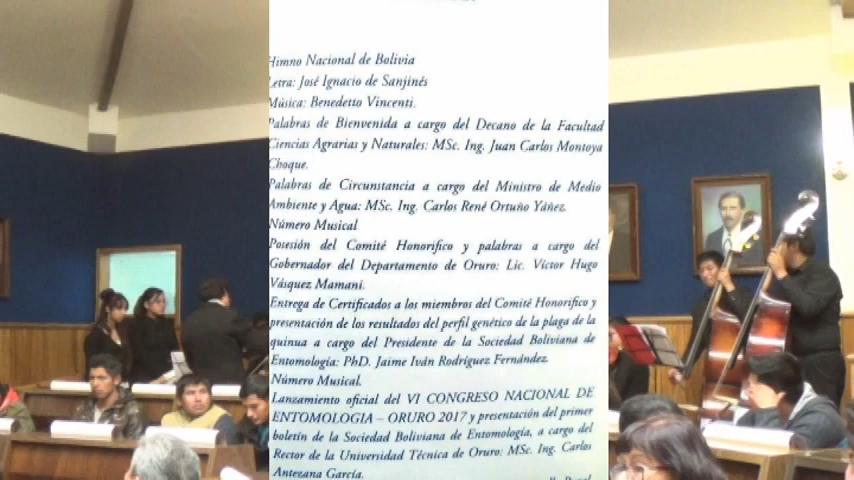 Himno Nacional de Bolivia
Letra: José Ignacio de Sanjinés
Música: Benedetto Vincenti.
Palabras de Bienvenida a cargo del Decano de la Facultad
Ciencias Agrarias y Naturales: MSc. Ing. Juan Carlos Montoya
Choque.
Palabras de Circunstancia a cargo del Ministro de Medio
Ambiente y Agua: MSc. Ing. Carlos René Ortuño Yáñez.
Número Musical
Posesión del Comité Honorífico y palabras a cargo del
Gobernador del Departamento de Oruro: Lic. Víctor Hugo
Vásquez Mamani.
Entrega de Certificados a los miembros del Comité Honorífico y
presentación de los resultados del perfil genético de la plaga de la
quinua a cargo del Presidente de la Sociedad Boliviana de
Entomología: PhD. Jaime Iván Rodríguez Fernández.
Número Musical.
Lanzamiento oficial del VI CONGRESO NACIONAL DE
ENTOMOLOGIA – ORURO 2017 y presentación del primer
boletín de la Sociedad Boliviana de Entomología, a cargo del
Rector de la Universidad Técnica de Oruro: MSc. Ing. Carlos
Antezana García.